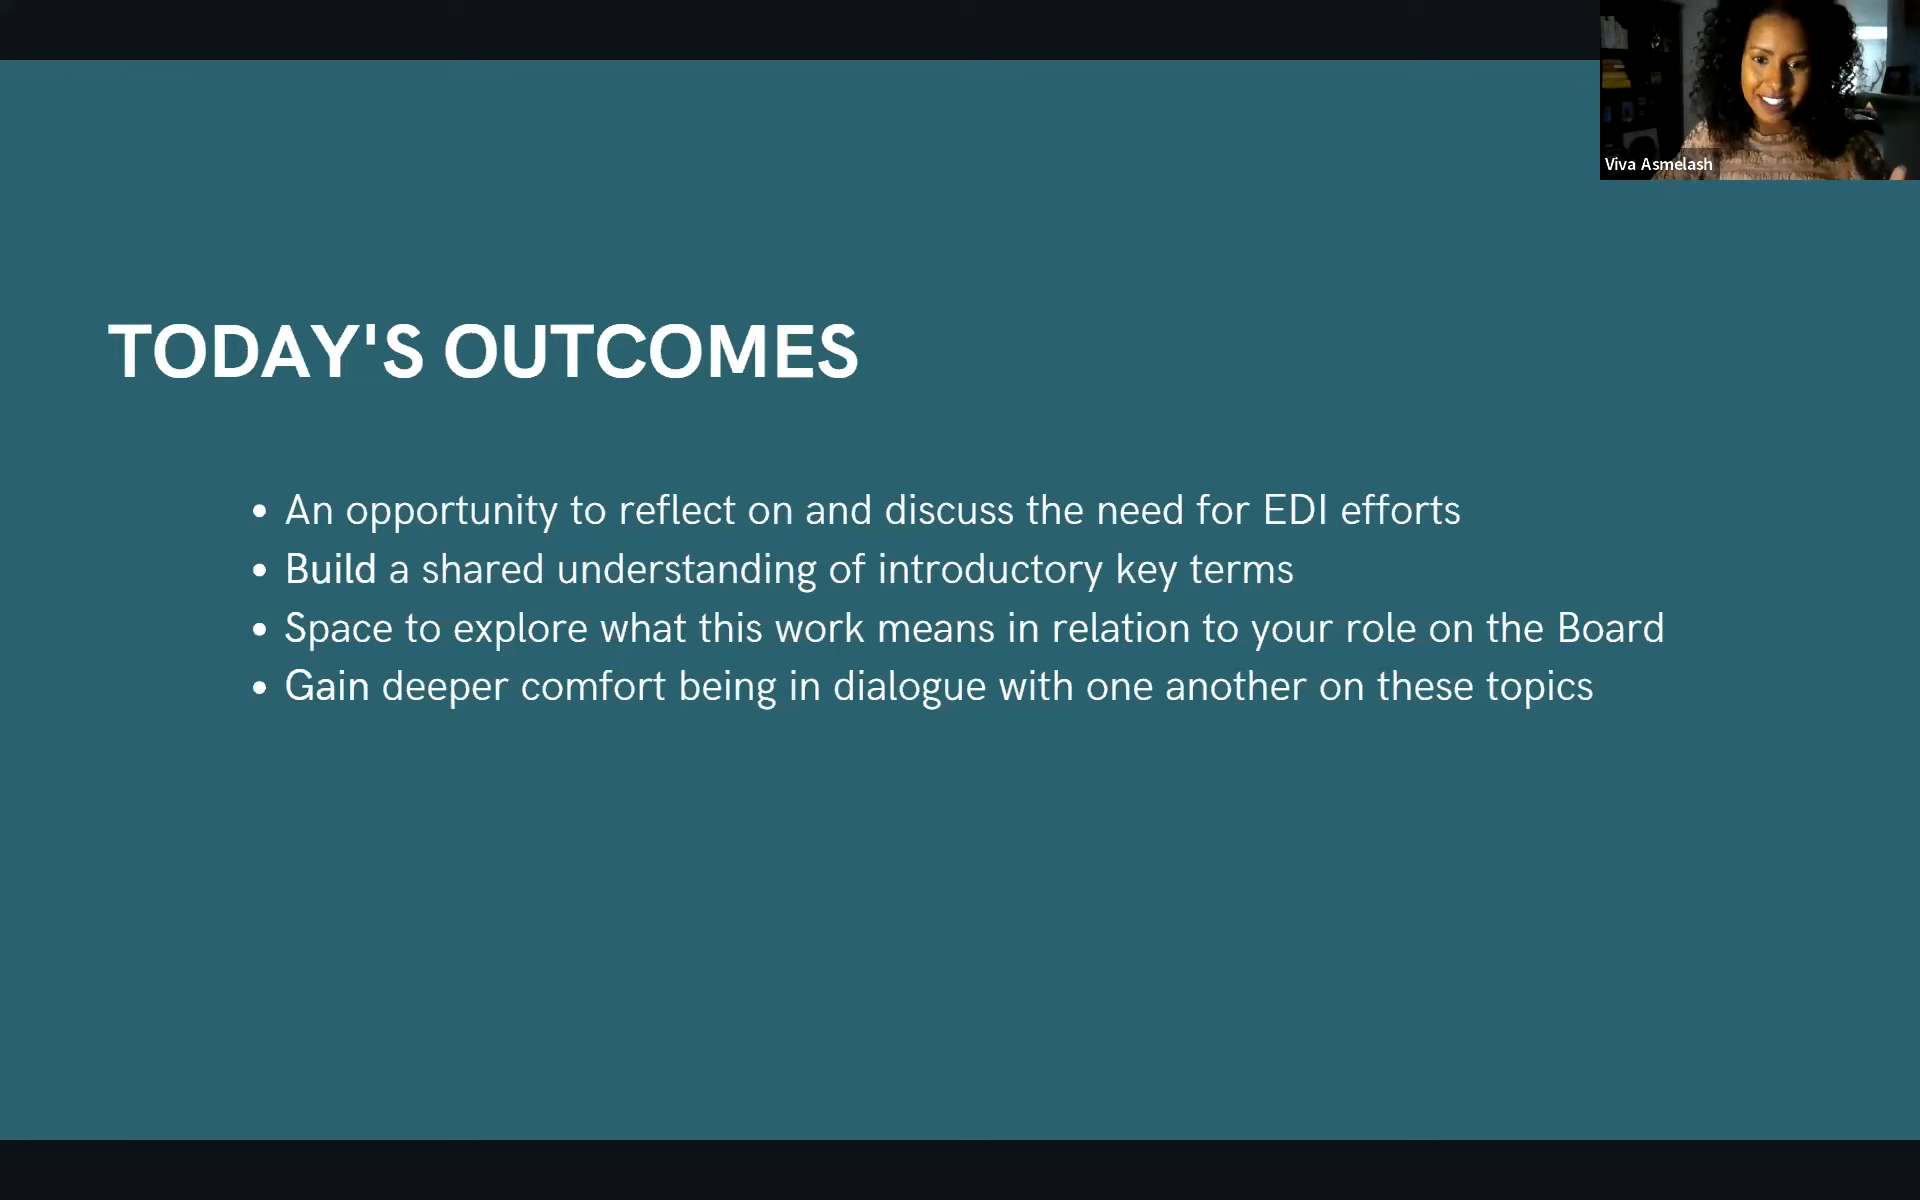 Viva Asmelash
TODAY'S OUTCOMES
• An opportunity to reflect on and discuss the need for EDI efforts
• Build a shared understanding of introductory key terms
• Space to explore what this work means in relation to your role on the Board
• Gain deeper comfort being in dialogue with one another on these topics